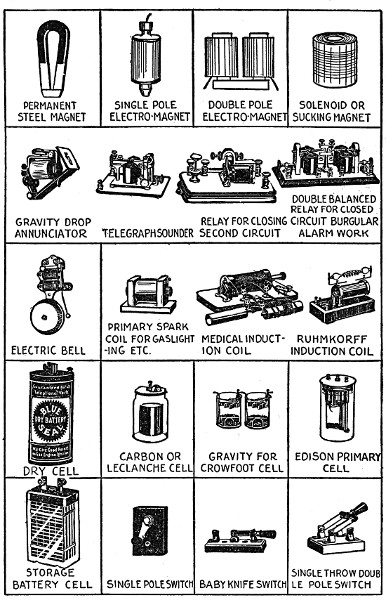 PERMANENT
STEEL MAGNET
SINGLE POLE
ELECTRO-MAGNET
DOUBLE POLE
ELECTRO-MAGNET
SOLENOID OR
SUCKING MAGNET
GRAVITY DROP
ANNUNCIATOR
TELEGRAPH SOUNDER
RELAY FOR CLOSING
SECOND CIRCUIT
DOUBLE BALANCED
RELAY FOR CLOSED
CIRCUIT BURGULAR
ALARM WORK
ELECTRIC BELL
PRIMARY SPARK
COIL FOR GASLIGHT
-ING ETC.
MEDICAL INDUCT-
ION COIL
RUHMKORFF
INDUCTION COIL
BLUE
DRY BATTERY
SEAL
DRY CELL
CARBON OR
LECLANCHE CELL
GRAVITY FOR
CROWFOOT CELL
EDISON PRIMARY
CELL
STORAGE
BATTERY CELL
SINGLE POLE SWITCH
BABY KNIFE SWITCH
SINGLE THROW DOUB
LE POLE SWITCH